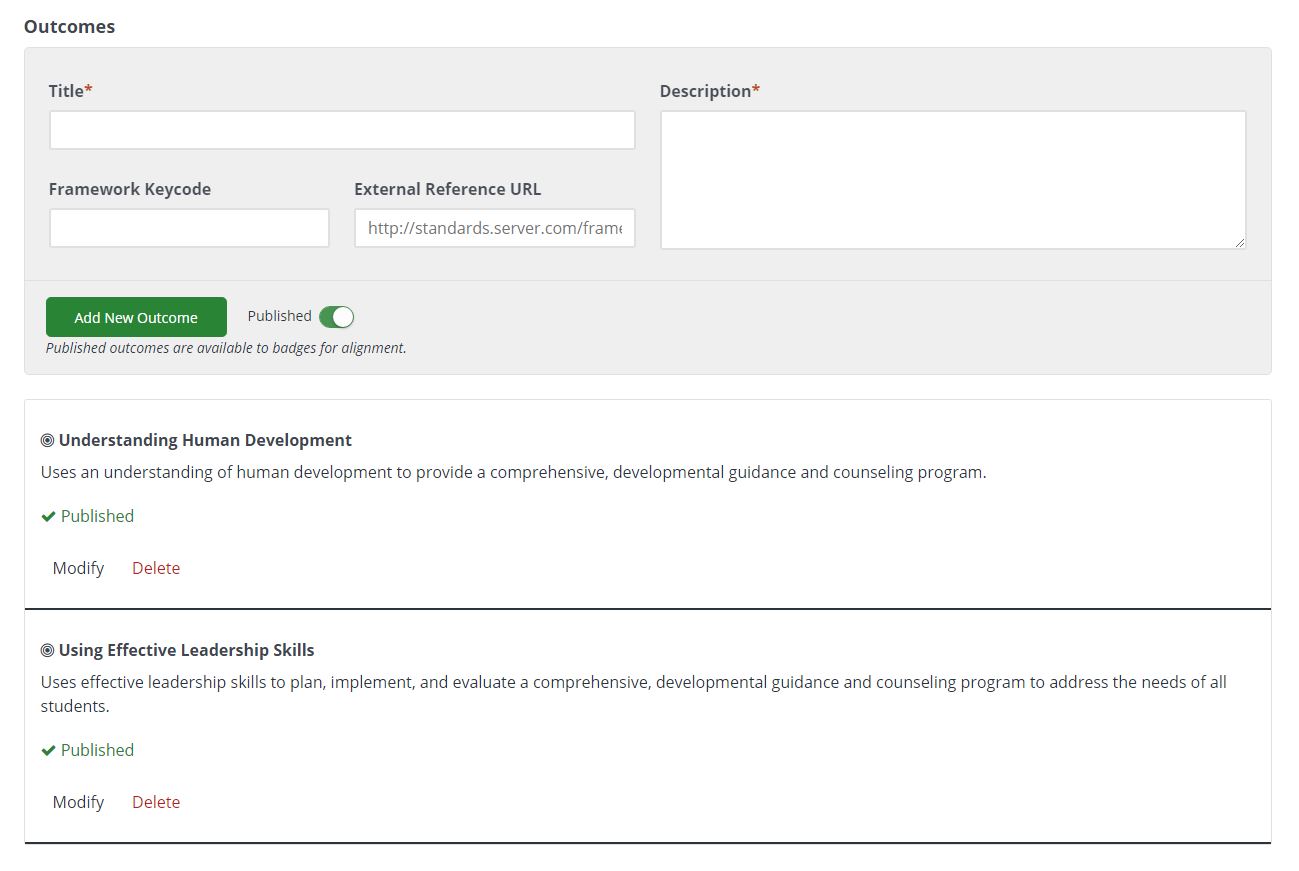 Outcomes
Title*
Description*
Framework Keycode
External Reference URL
http://standards.server.com/frame
Add New Outcome
Published
Published outcomes are available to badges for alignment.
Understanding Human Development
Uses an understanding of human development to provide a comprehensive, developmental guidance and counseling program.
Published
Modify Delete
Using Effective Leadership Skills
Uses effective leadership skills to plan, implement, and evaluate a comprehensive, developmental guidance and counseling program to address the needs of all
students.
Published
Modify Delete